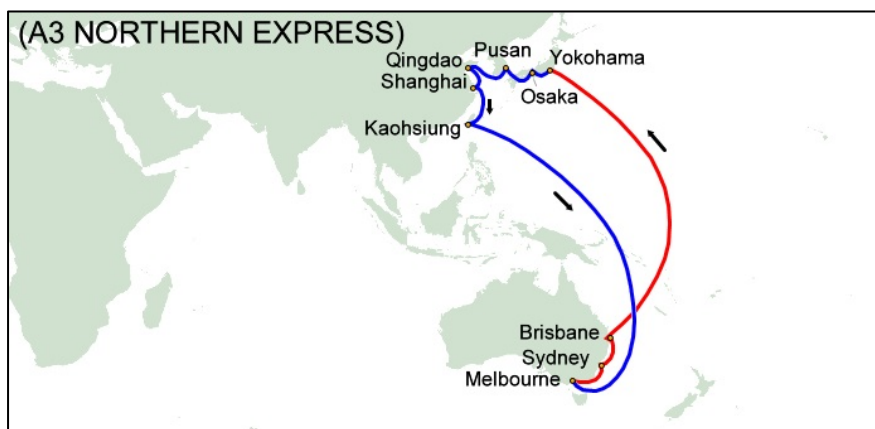 (A3 NORTHERN EXPRESS)
Qingdao
Pusan
Yokohama
Shanghai
Osaka
Kaohsiung
Brisbane
Sydney
Melbourne